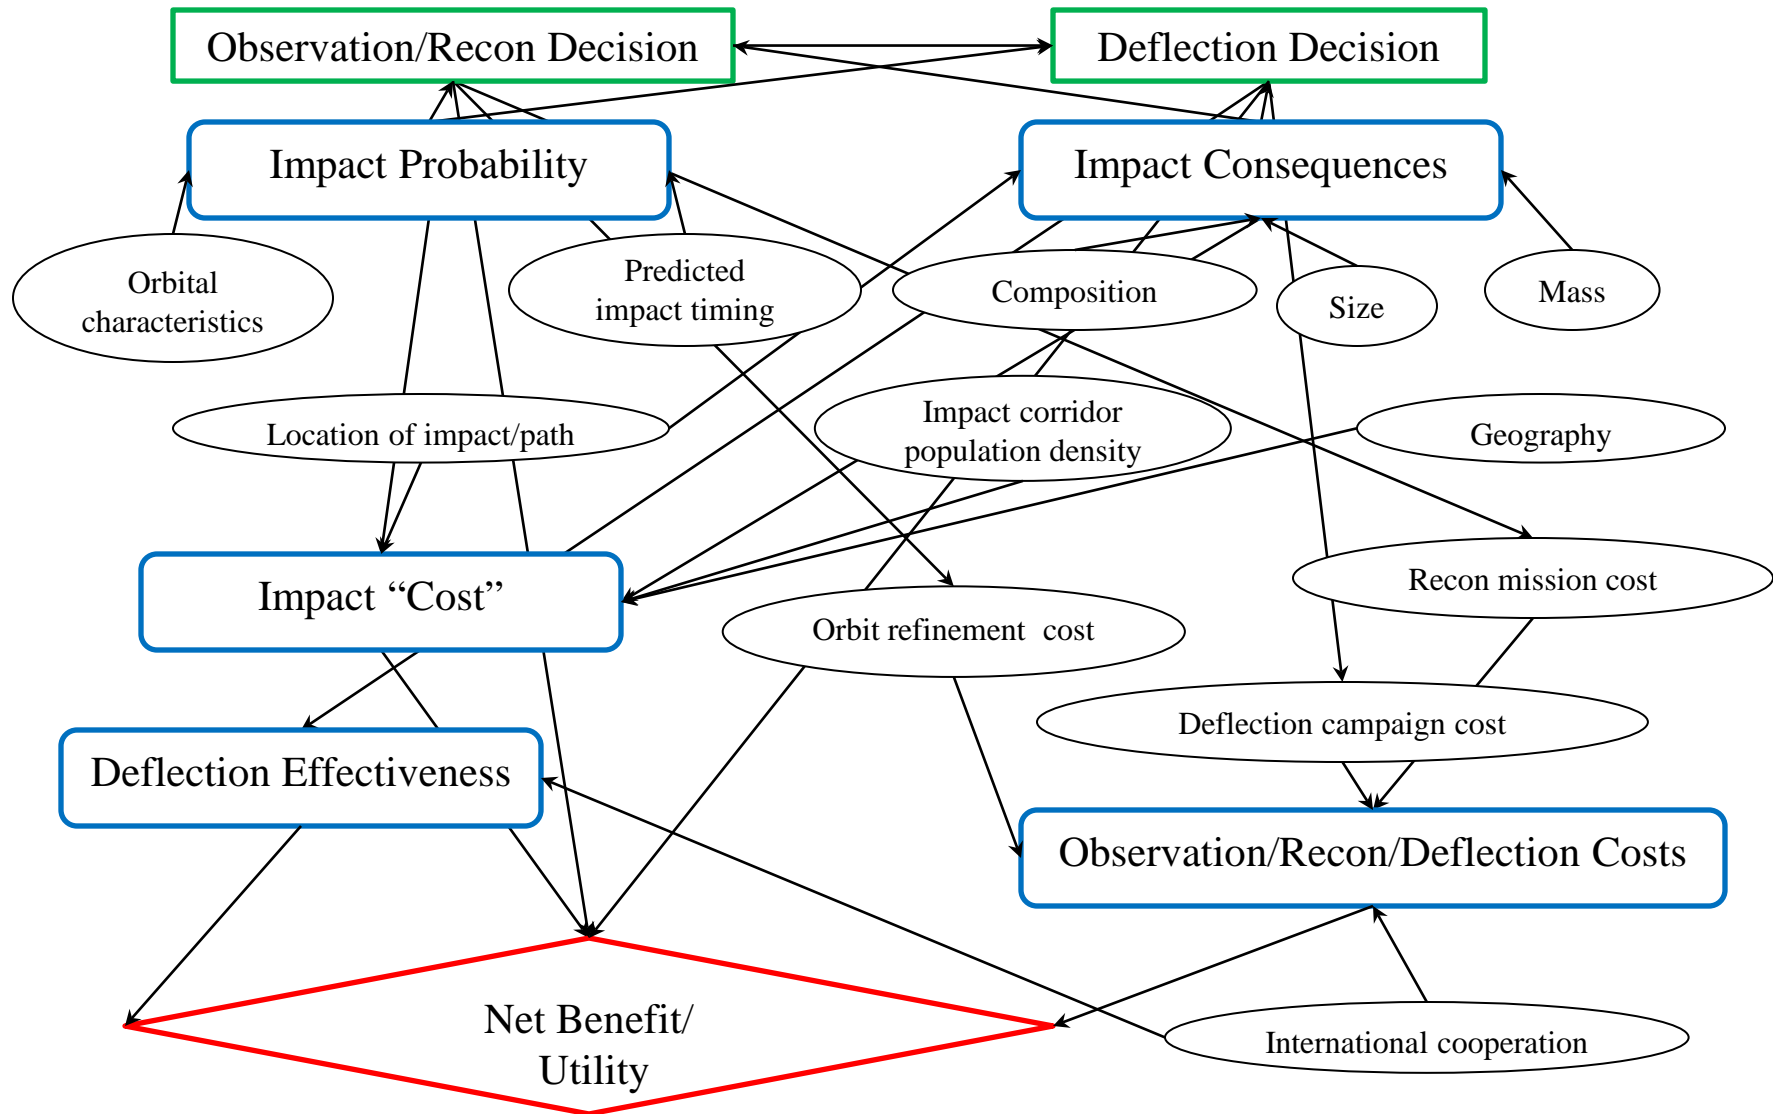 Observation/Recon Decision
Deflection Decision
Impact Probability
Impact Consequences
Orbital
characteristics
Predicted
impact timing
Composition
Size
Mass
Location of impact/path
Impact corridor
population density
Geography
Impact “Cost”
Orbit refinement cost
Recon mission cost
Deflection campaign cost
Deflection Effectiveness
Observation/Recon/Deflection Costs
Net Benefit/
Utility
International cooperation